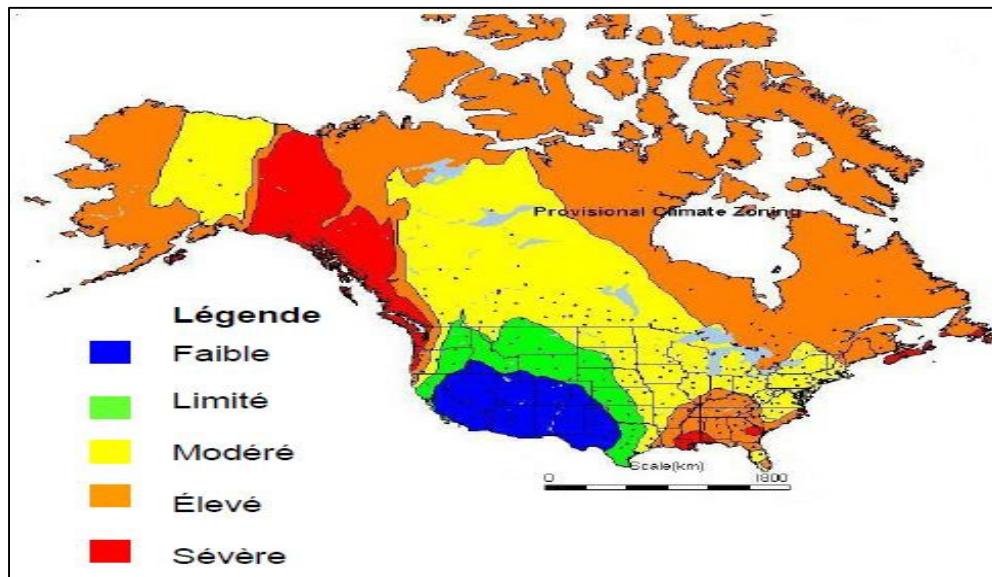 Provisional Climate Zoning
Légende
Faible
Limité
Modéré
Élevé
Sévère
Scale(km)
0 1800